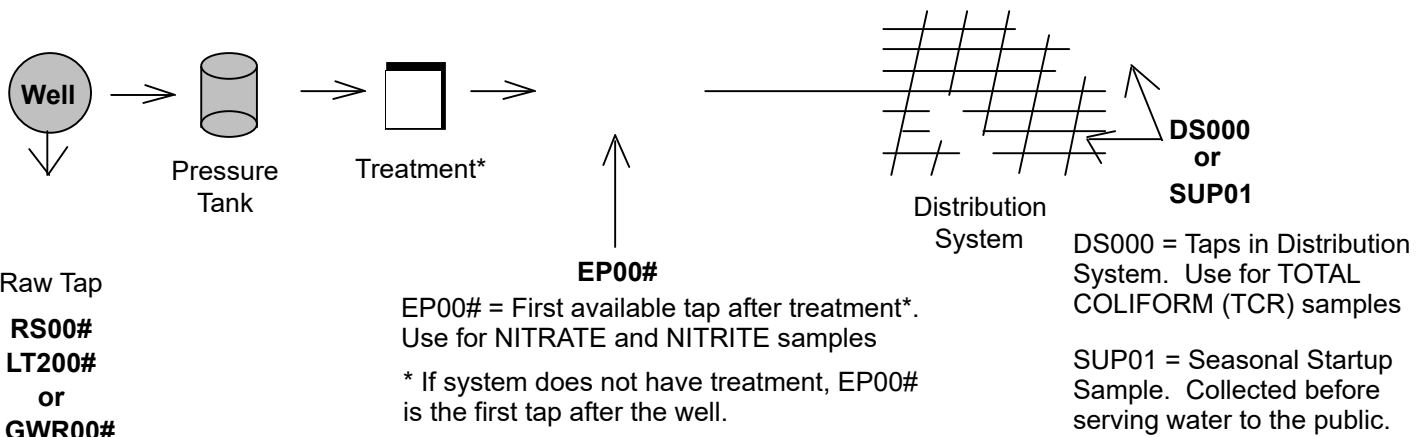 Well
Pressure
Tank
Treatment*
Distribution
System
DS000
or
SUP01
Raw Tap
RS00#
LT200#
or
GWR00#
EP00#
EP00# = First available tap after treatment*.
Use for NITRATE and NITRITE samples
* If system does not have treatment, EP00#
is the first tap after the well.
DS000 = Taps in Distribution
System. Use for TOTAL
COLIFORM (TCR) samples
SUP01 = Seasonal Startup
Sample. Collected before
serving water to the public.